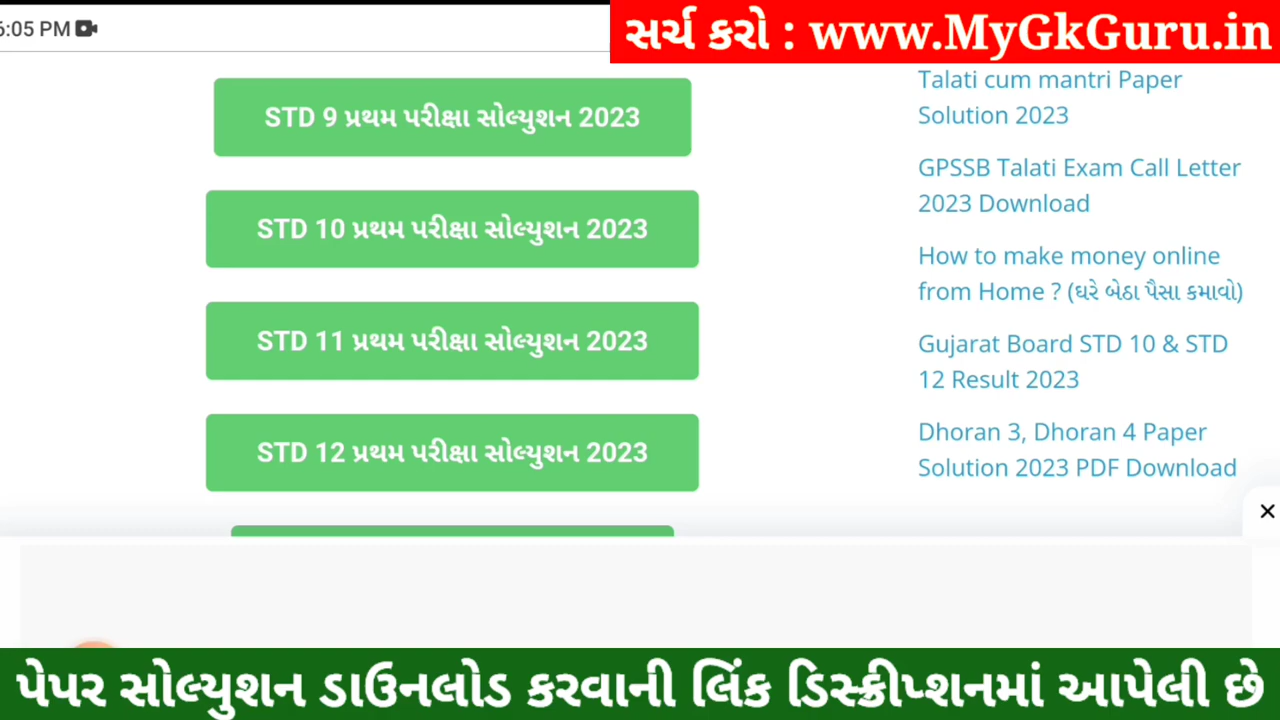 6:05 PM
સર્ચ કરો : www.MyGkGuru.in
STD 9 પ્રથમ પરીક્ષા સોલ્યુશન 2023
STD 10 પ્રથમ પરીક્ષા સોલ્યુશન 2023
STD 11 પ્રથમ પરીક્ષા સોલ્યુશન 2023
STD 12 પ્રથમ પરીક્ષા સોલ્યુશન 2023
Talati cum mantri Paper
Solution 2023
GPSSB Talati Exam Call Letter
2023 Download
How to make money online
from Home ? (ઘરે બેઠા પૈસા કમાવો)
Gujarat Board STD 10 & STD
12 Result 2023
Dhoran 3, Dhoran 4 Paper
Solution 2023 PDF Download
પેપર સોલ્યુશન ડાઉનલોડ કરવાની લિંક ડિસ્ક્રીપ્શનમાં આપેલી છે